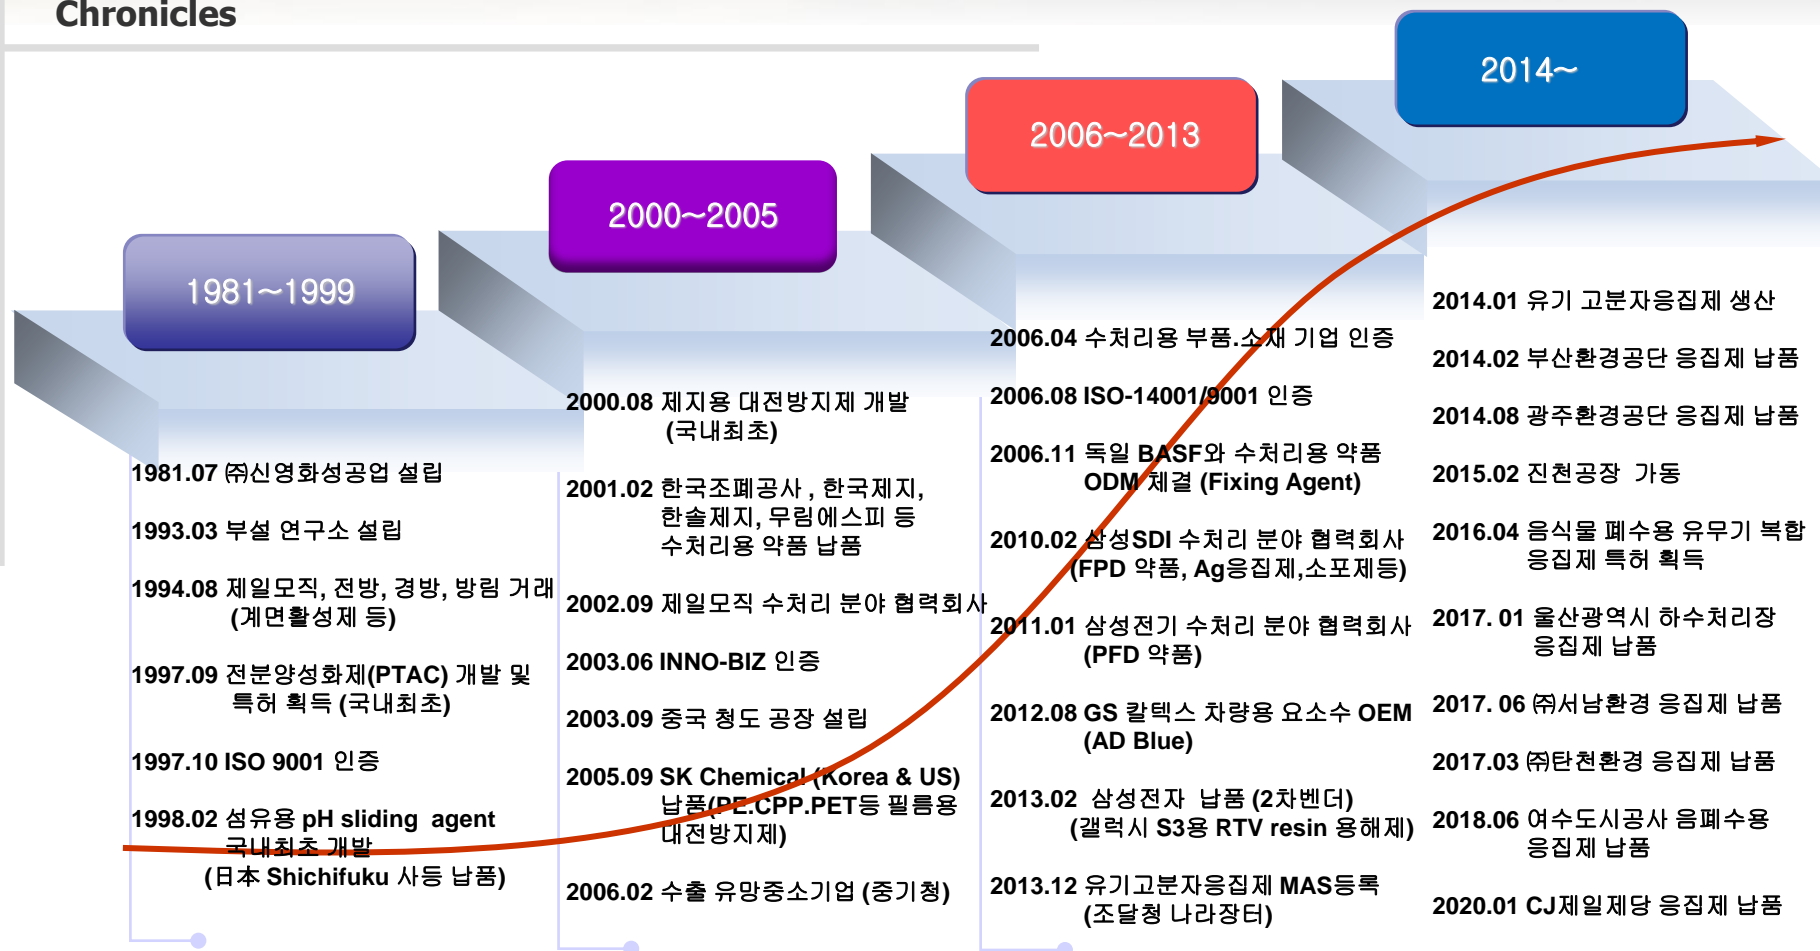 Chronicles
1981~1999
1981.07 ㈜신영화성공업 설립
1993.03 부설 연구소 설립
1994.08 제일모직, 전방, 경방, 방림 거래
(계면활성제 등)
1997.09 전분양성화제(PTAC) 개발 및
특허 획득 (국내최초)
1997.10 ISO 9001 인증
1998.02 섬유용 pH sliding agent
국내최초 개발
(日本 Shichifuku 사등 납품)
2000~2005
2000.08 제지용 대전방지제 개발
(국내최초)
2001.02 한국조폐공사 , 한국제지,
한솔제지, 무림에스피 등
수처리용 약품 납품
2002.09 제일모직 수처리 분야 협력회사
2003.06 INNO-BIZ 인증
2003.09 중국 청도 공장 설립
2005.09 SK Chemical (Korea & US)
납품(PE.CPP.PET등 필름용
대전방지제)
2006.02 수출 유망중소기업 (중기청)
2006~2013
2006.04 수처리용 부품.소재 기업 인증
2006.08 ISO-14001/9001 인증
2006.11 독일 BASF와 수처리용 약품
ODM 체결 (Fixing Agent)
2010.02 삼성SDI 수처리 분야 협력회사
(FPD 약품, Ag응집제,소포제등)
2011.01 삼성전기 수처리 분야 협력회사
(PFD 약품)
2012.08 GS 칼텍스 차량용 요소수 OEM
(AD Blue)
2013.02 삼성전자 납품 (2차벤더)
(갤럭시 S3용 RTV resin 용해제)
2013.12 유기고분자응집제 MAS등록
(조달청 나라장터)
2014~
2014.01 유기 고분자응집제 생산
2014.02 부산환경공단 응집제 납품
2014.08 광주환경공단 응집제 납품
2015.02 진천공장 가동
2016.04 음식물 폐수용 유무기 복합
응집제 특허 획득
2017. 01 울산광역시 하수처리장
응집제 납품
2017. 06 ㈜서남환경 응집제 납품
2017.03 ㈜탄천환경 응집제 납품
2018.06 여수도시공사 음폐수용
응집제 납품
2020.01 CJ제일제당 응집제 납품